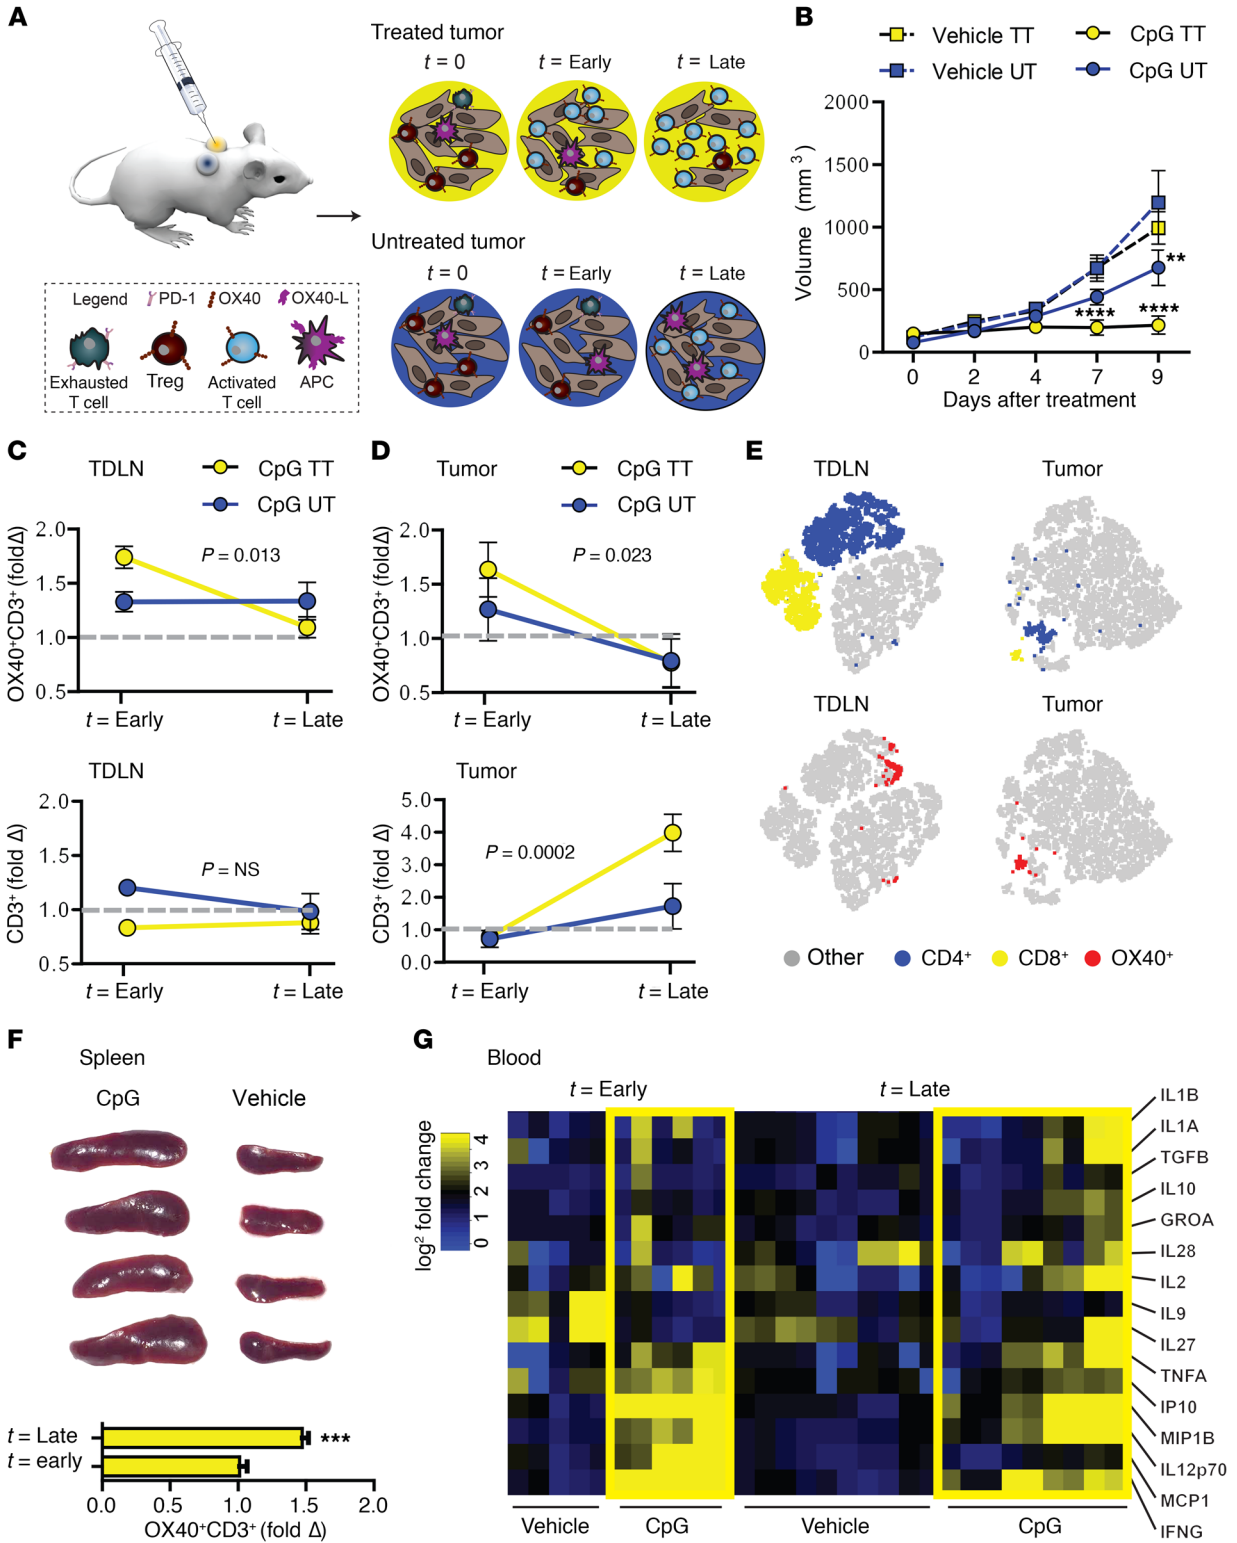 A
Treated tumor
t = 0
t = Early
t = Late
Untreated tumor
t = 0
t = Early
t = Late
Legend
PD-1
OX40
OX40-L
Exhausted
T cell
Treg
Activated
T cell
APC
B
Vehicle TT
CpG TT
Vehicle UT
CpG UT
Volume (mm3)
2000
1500
1000
500
0
**
****
****
0 2 4 7 9
Days after treatment
C
TDLN
CpG TT
CpG UT
OX40+CD3+ (fold Δ)
2.0
1.5
1.0
0.5
P = 0.013
t = Early
t = Late
TDLN
CD3+ (fold Δ)
2.0
1.5
1.0
0.5
P = NS
t = Early
t = Late
D
Tumor
CpG TT
CpG UT
OX40+CD3+ (fold Δ)
2.0
1.5
1.0
0.5
P = 0.023
t = Early
t = Late
Tumor
CD3+ (fold Δ)
5.0
4.0
3.0
2.0
1.0
0.0
P = 0.0002
t = Early
t = Late
E
TDLN
Tumor
TDLN
Tumor
Other
CD4+
CD8+
OX40+
F
Spleen
CpG
Vehicle
t = Late
***
t = early
0.0 0.5 1.0 1.5 2.0
OX40+CD3+ (fold Δ)
G
Blood
t = Early
t = Late
log2 fold change
4
3
2
1
0
IL1B
IL1A
TGFB
IL10
GROA
IL28
IL2
IL9
IL27
TNFA
IP10
MIP1B
IL12p70
MCP1
IFNG
Vehicle
CpG
Vehicle
CpG